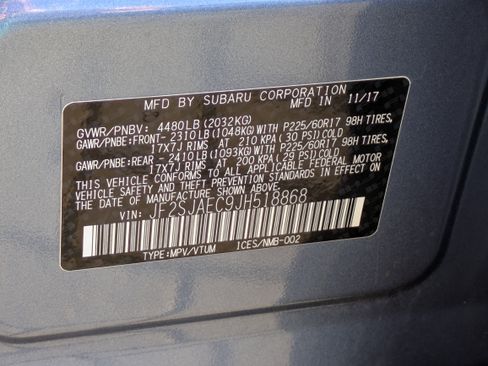 MFD BY SUBARU CORPORATION IN JAPAN 11/17
GVWR/PNBV: 4480LB(2032KG)
GAWR/PNBE:FRONT- 2310LB(1048KG)WITH P225/60R17 98H TIRES,
17X7J RIMS AT 210 KPA( 30 PSI)COLD
GAWR/PNBE:REAR - 2410LB(1093KG)WITH P225/60R17 98H TIRES,
17X7J RIMS AT 200 KPA( 29 PSI)COLD
THIS VEHICLE CONFORMS TO ALL APPLICABLE FEDERAL MOTOR
VEHICLE SAFETY,BUMPER, AND THEFT PREVENTION STANDARDS
IN EFFECT ON THE DATE OF MANUFACTURE SHOWN ABOVE.
VIN: JF2SJAEC9JH518868
TYPE:MPV/VTUM ICES/NMB-002